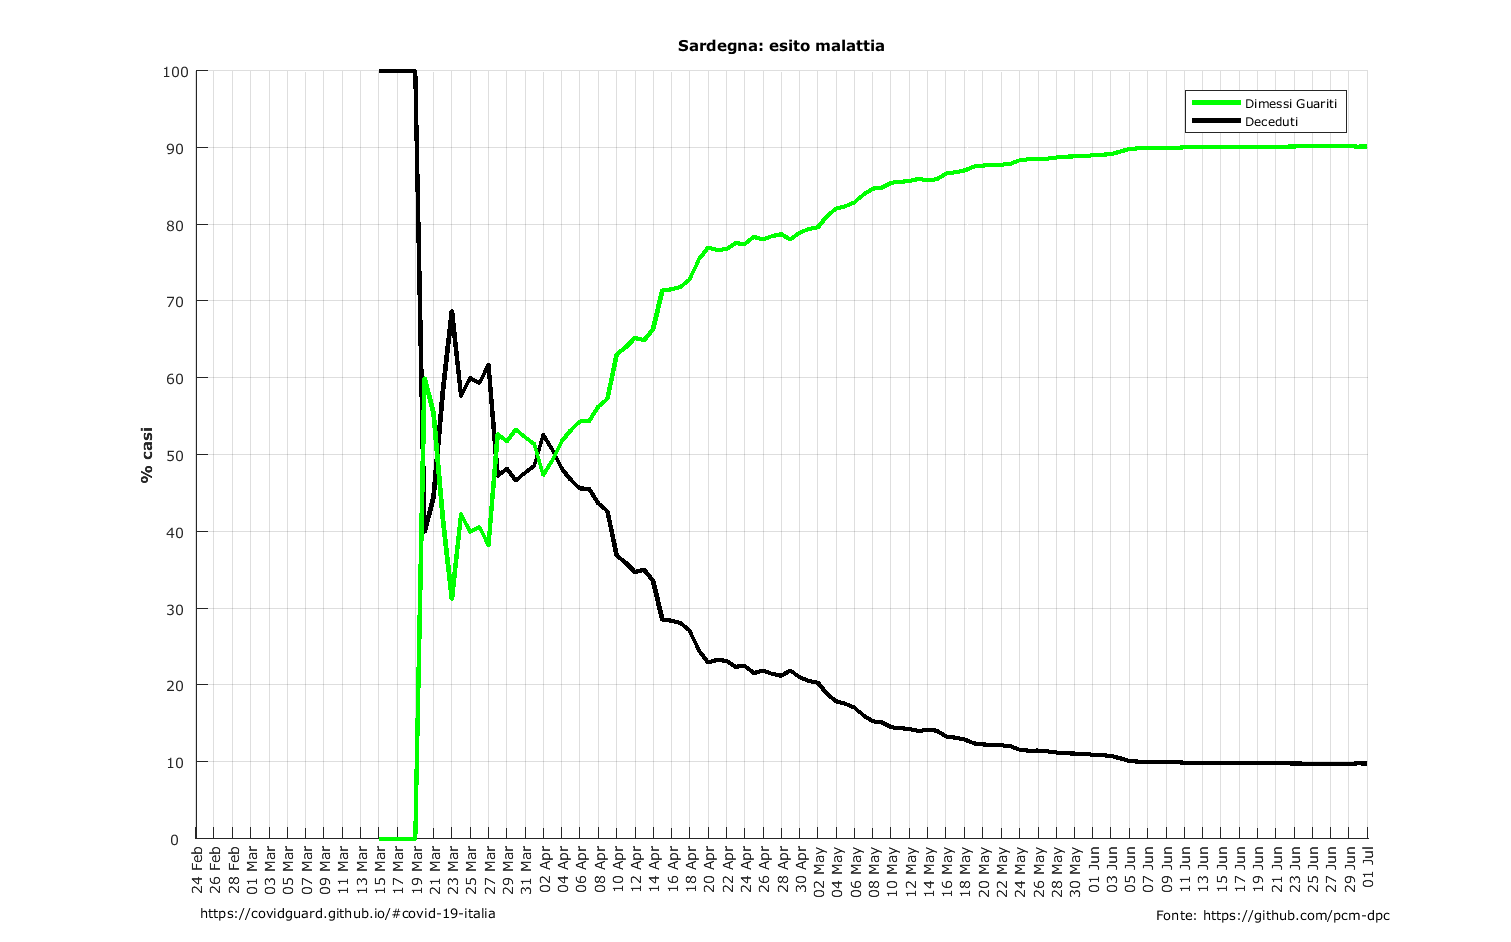 Sardegna: esito malattia
100
90
80
70
60
50
40
30
20
10
0
% casi
Dimessi Guariti
Deceduti
24 Feb
26 Feb
28 Feb
01 Mar
03 Mar
05 Mar
07 Mar
09 Mar
11 Mar
13 Mar
15 Mar
17 Mar
19 Mar
21 Mar
23 Mar
25 Mar
27 Mar
29 Mar
31 Mar
02 Apr
04 Apr
06 Apr
08 Apr
10 Apr
12 Apr
14 Apr
16 Apr
18 Apr
20 Apr
22 Apr
24 Apr
26 Apr
28 Apr
30 Apr
02 May
04 May
06 May
08 May
10 May
12 May
14 May
16 May
18 May
20 May
22 May
24 May
26 May
28 May
30 May
01 Jun
03 Jun
05 Jun
07 Jun
09 Jun
11 Jun
13 Jun
15 Jun
17 Jun
19 Jun
21 Jun
23 Jun
25 Jun
27 Jun
29 Jun
01 Jul
https://covidguard.github.io/#covid-19-italia
Fonte: https://github.com/pcm-dpc